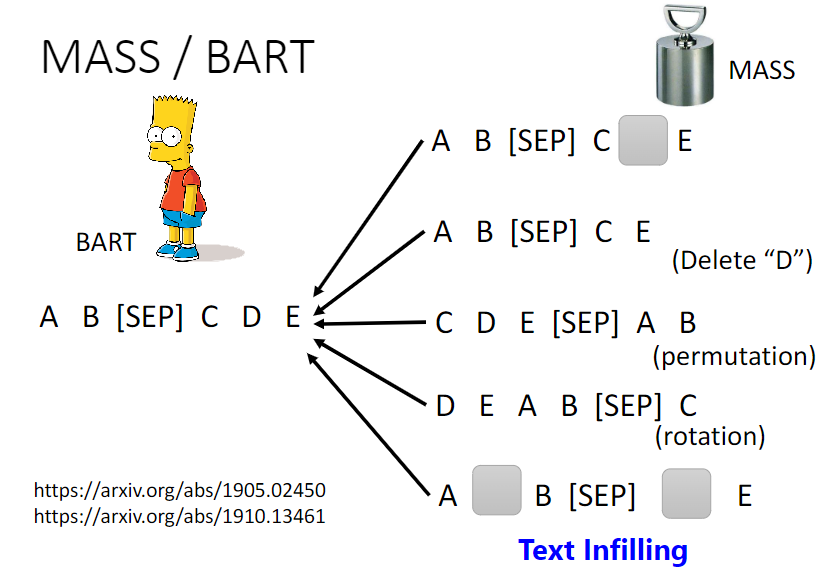 MASS / BART
MASS
A B [SEP] C E
BART
A B [SEP] C E
(Delete “D”)
A B [SEP] C D E
C D E [SEP] A B
(permutation)
D E A B [SEP] C
(rotation)
A B [SEP] E
Text Infilling
https://arxiv.org/abs/1905.02450
https://arxiv.org/abs/1910.13461